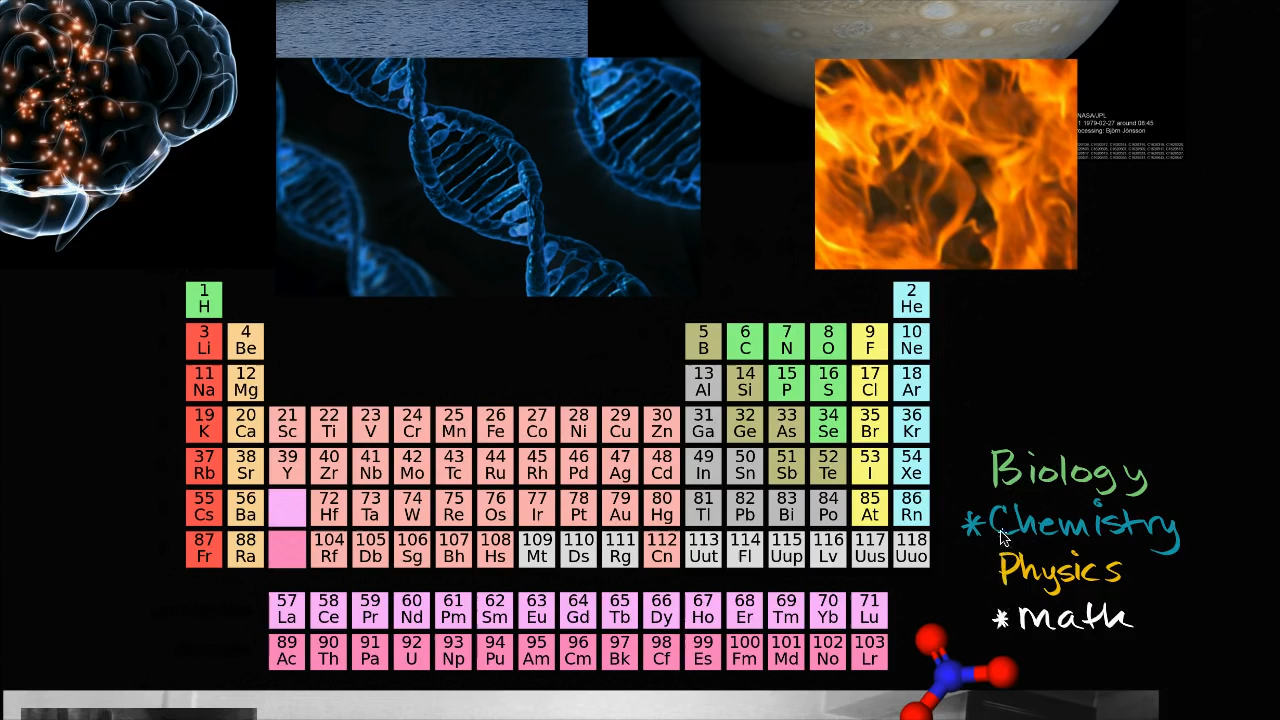 NASA/JPL
1 1979-02-27 around 06:45
ocessing: Björn Jónsson
1 2
H He
3 4 5 6 7 8 9 10
Li Be B C N O F Ne
11 12 13 14 15 16 17 18
Na Mg Al Si P S Cl Ar
19 20 21 22 23 24 25 26 27 28 29 30 31 32 33 34 35 36
K Ca Sc Ti V Cr Mn Fe Co Ni Cu Zn Ga Ge As Se Br Kr
37 38 39 40 41 42 43 44 45 46 47 48 49 50 51 52 53 54
Rb Sr Y Zr Nb Mo Tc Ru Rh Pd Ag Cd In Sn Sb Te I Xe
55 56 72 73 74 75 76 77 78 79 80 81 82 83 84 85 86
Cs Ba Hf Ta W Re Os Ir Pt Au Hg Tl Pb Bi Po At Rn
87 88 104 105 106 107 108 109 110 111 112 113 114 115 116 117 118
Fr Ra Rf Db Sg Bh Hs Mt Ds Rg Cn Uut Fl Uup Lv Uus Uuo
57 58 59 60 61 62 63 64 65 66 67 68 69 70 71
La Ce Pr Nd Pm Sm Eu Gd Tb Dy Ho Er Tm Yb Lu
89 90 91 92 93 94 95 96 97 98 99 100 101 102 103
Ac Th Pa U Np Pu Am Cm Bk Cf Es Fm Md No Lr
Biology
*Chemistry
Physics
*math